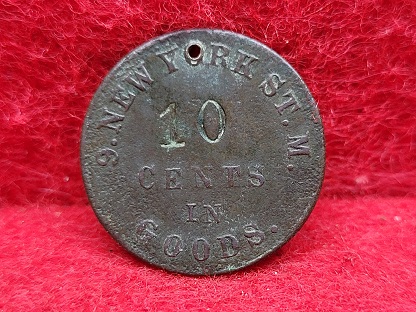 9. NEW YORK ST. M.
10
CENTS
IN
GOODS.